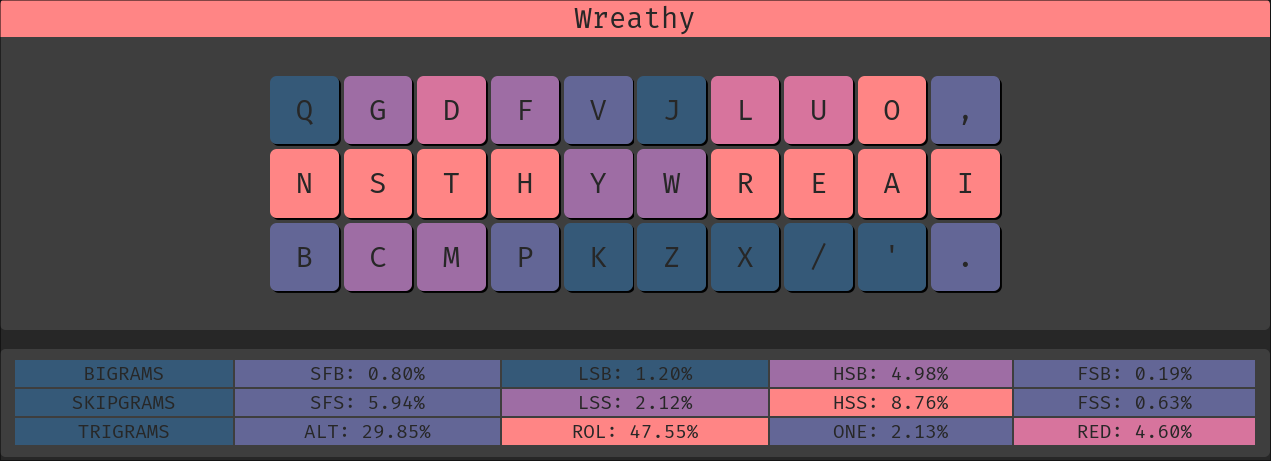 Wreathy
Q G D F V J L U O ,
N S T H Y W R E A I
B C M P K Z X / ' .
BIGRAMS SFB: 0.80% LSB: 1.20% HSB: 4.98% FSB: 0.19%
SKIPGRAMS SFS: 5.94% LSS: 2.12% HSS: 8.76% FSS: 0.63%
TRIGRAMS ALT: 29.85% ROL: 47.55% ONE: 2.13% RED: 4.60%